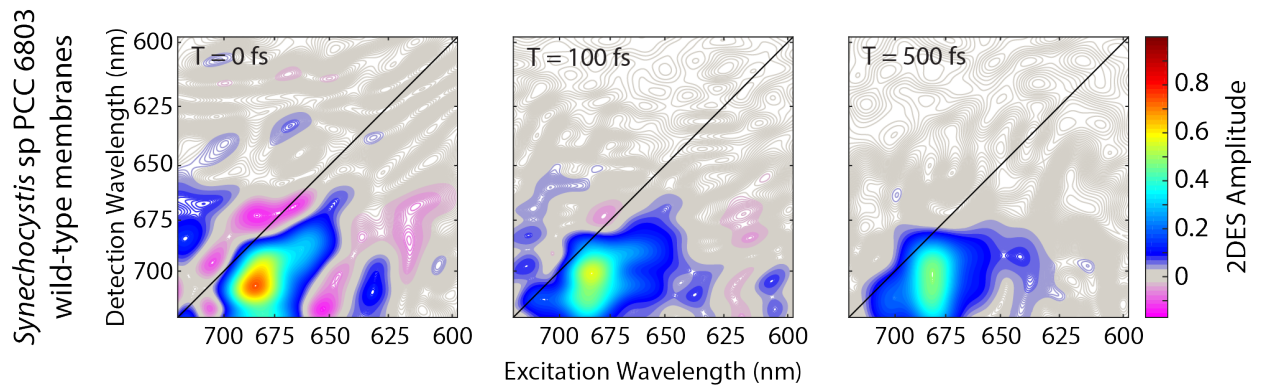 Synechocystis sp PCC 6803
wild-type membranes
Detection Wavelength (nm)
600
625
650
675
700
T = 0 fs
T = 100 fs
T = 500 fs
700 675 650 625 600
700 675 650 625 600
700 675 650 625 600
Excitation Wavelength (nm)
0.8
0.6
0.4
0.2
0
2DES Amplitude